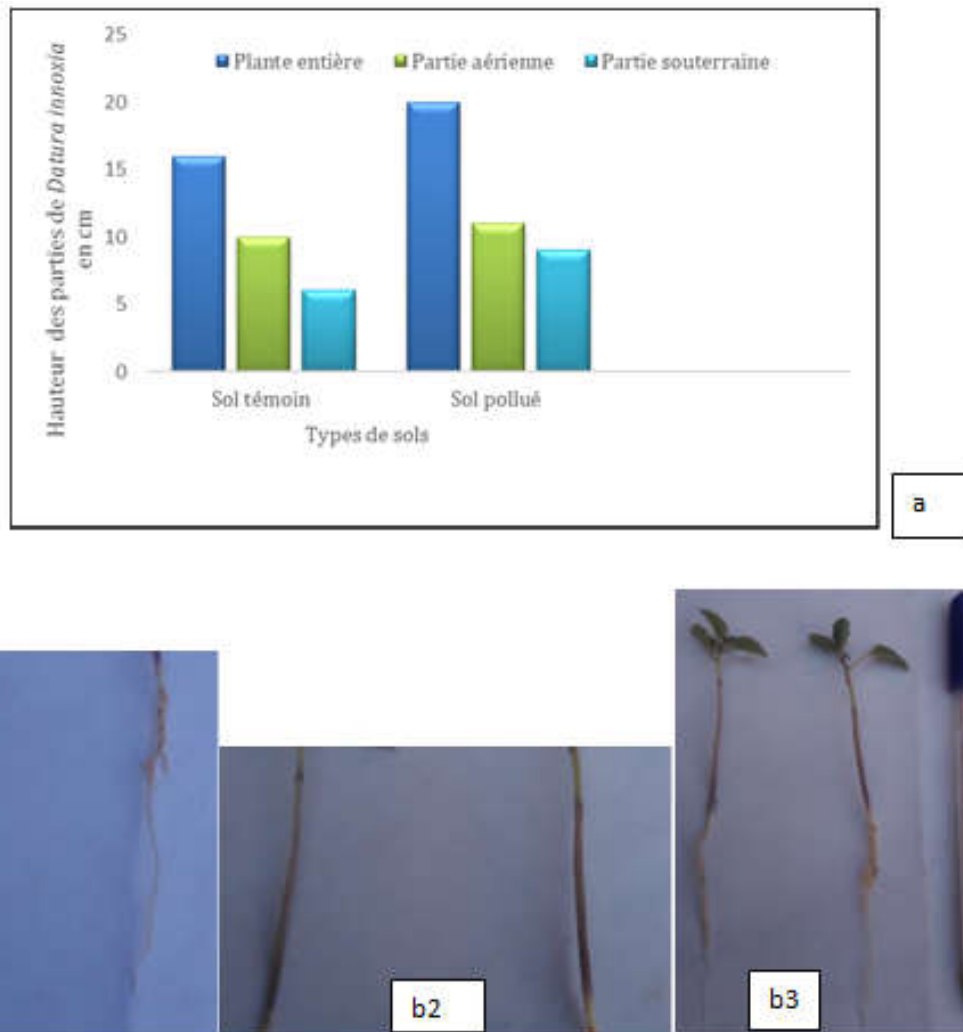 25
Plante entière Partie aérienne Partie souterraine
20
15
10
5
0
Hauteur des parties de Datura innoxia
en cm
Sol témoin Sol pollué
Types de sols
a
b2
b3